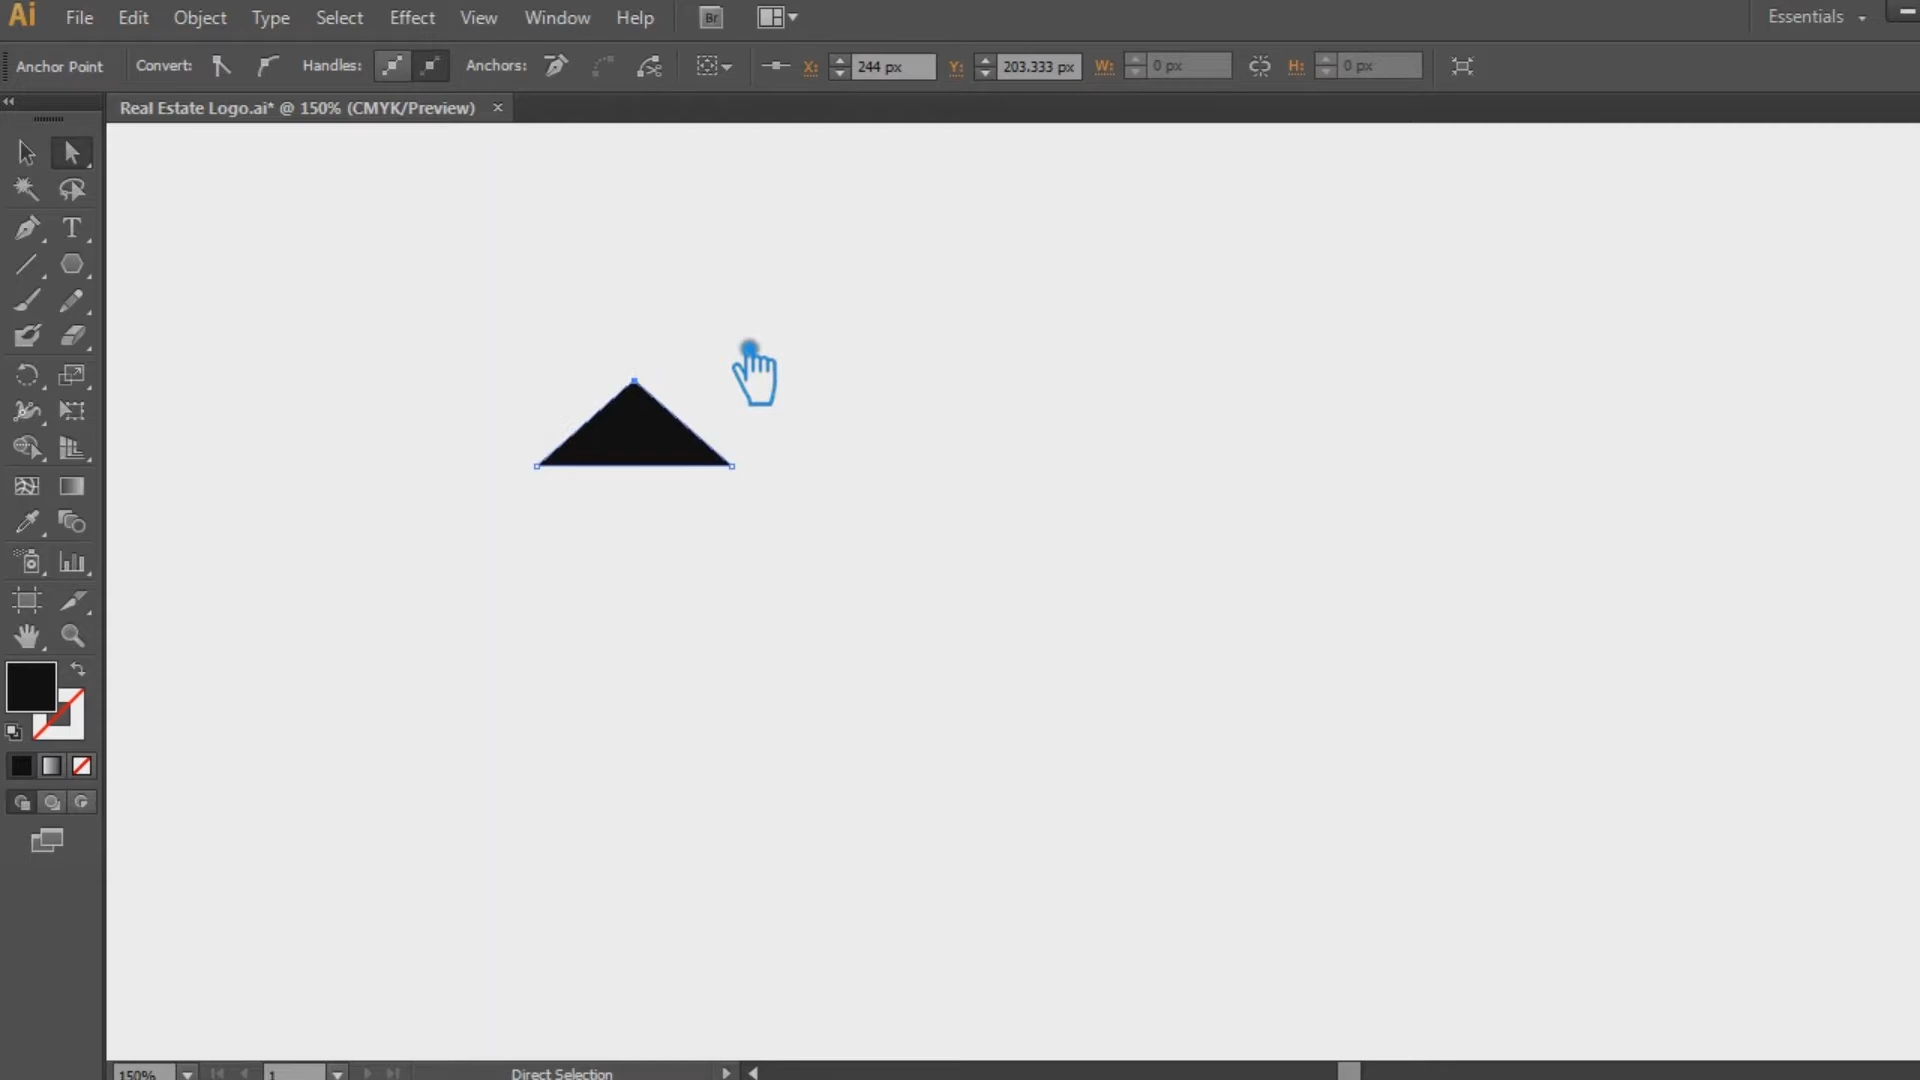 Ai File Edit Object Type Select Effect View Window Help Br Essentials
Anchor Point Convert: Handles: Anchors: X: 244 px Y: 203.333 px W: 0 px H: 0 px
Real Estate Logo.ai* @ 150% (CMYK/Preview) ×
T
150% 1 Direct Selection